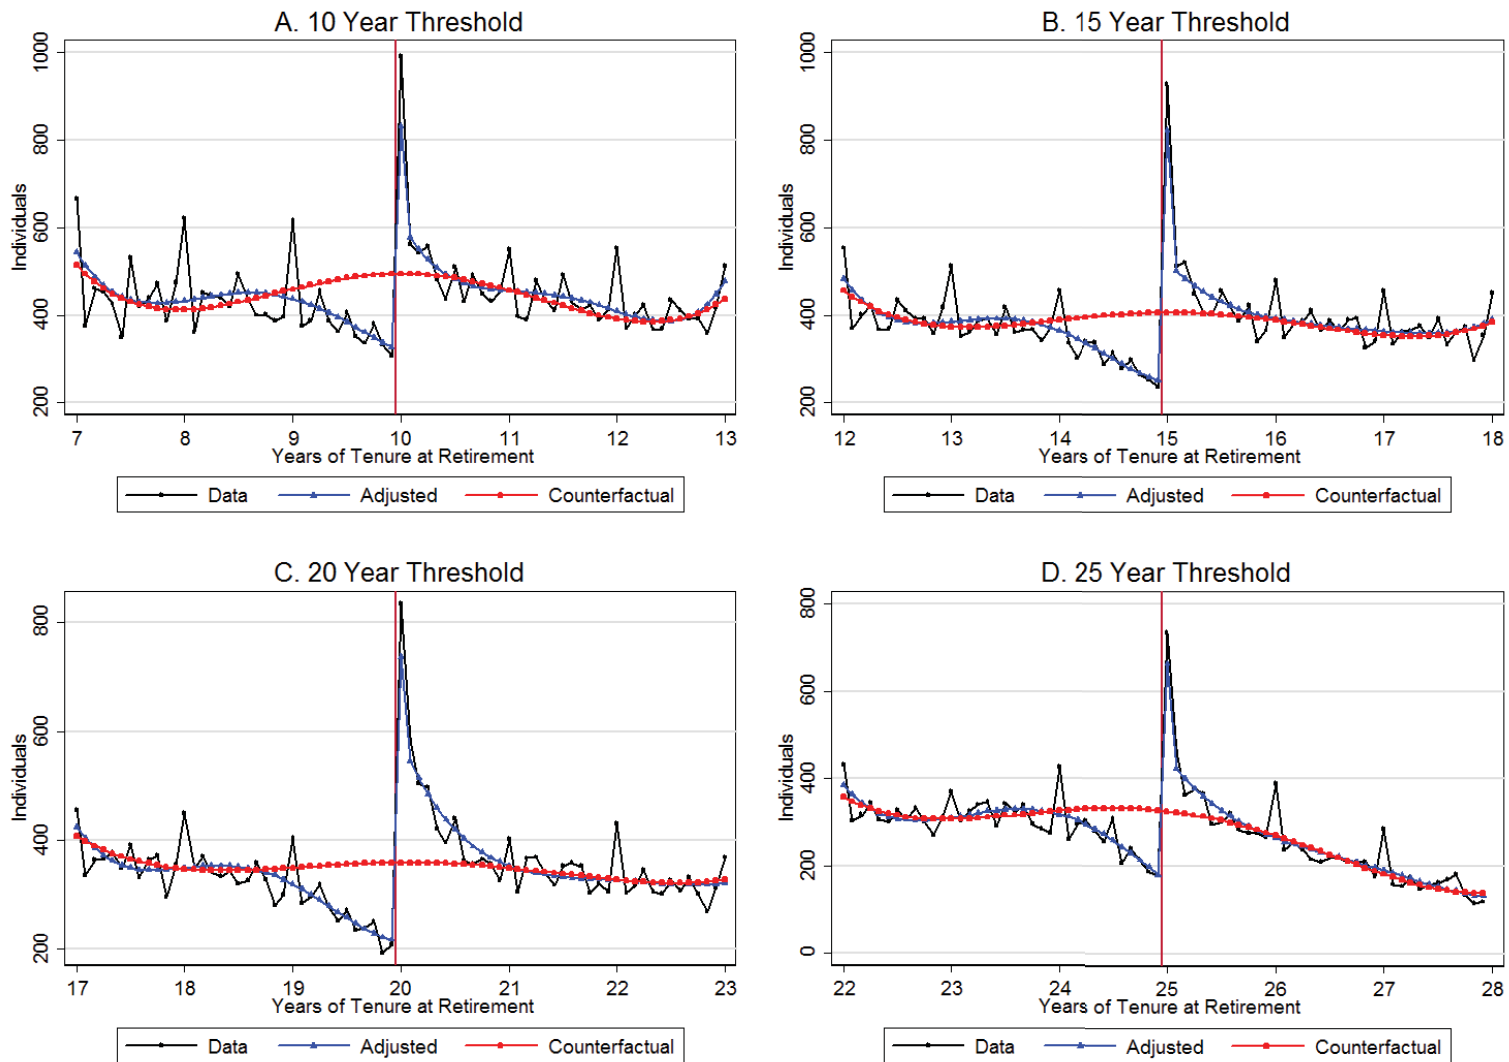 A. 10 Year Threshold
Individuals
1000
800
600
400
200
7 8 9 10 11 12 13
Years of Tenure at Retirement
Data Adjusted Counterfactual
B. 15 Year Threshold
Individuals
1000
800
600
400
200
12 13 14 15 16 17 18
Years of Tenure at Retirement
Data Adjusted Counterfactual
C. 20 Year Threshold
Individuals
800
600
400
200
17 18 19 20 21 22 23
Years of Tenure at Retirement
Data Adjusted Counterfactual
D. 25 Year Threshold
Individuals
800
600
400
200
0
22 23 24 25 26 27 28
Years of Tenure at Retirement
Data Adjusted Counterfactual